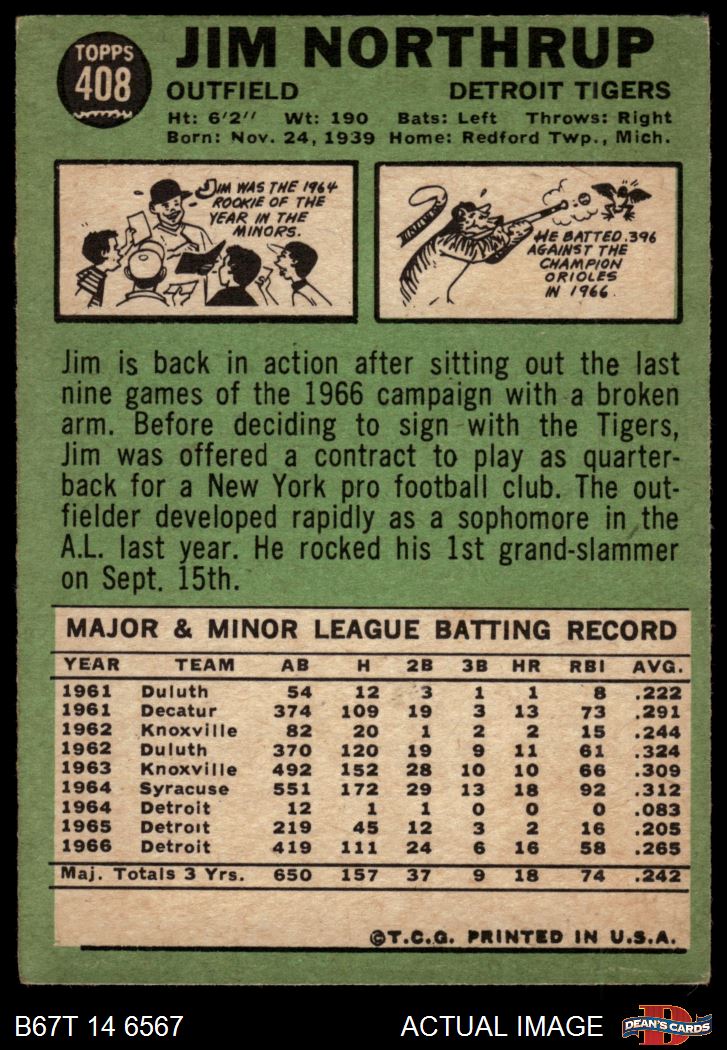 TOPPS
408
JIM NORTHRUP
OUTFIELD DETROIT TIGERS
Ht: 6'2" Wt: 190 Bats: Left Throws: Right
Born: Nov. 24, 1939 Home: Redford Twp., Mich.
JIM WAS THE 1964
ROOKIE OF THE
YEAR IN THE
MINORS.
HE BATTED .396
AGAINST THE
CHAMPION
ORIOLES
IN 1966.
Jim is back in action after sitting out the last
nine games of the 1966 campaign with a broken
arm. Before deciding to sign with the Tigers,
Jim was offered a contract to play as quarter-
back for a New York pro football club. The out-
fielder developed rapidly as a sophomore in the
A.L. last year. He rocked his 1st grand-slammer
on Sept. 15th.
MAJOR & MINOR LEAGUE BATTING RECORD
YEAR TEAM AB H 2B 3B HR RBI AVG.
1961 Duluth 54 12 3 1 1 8 .222
1961 Decatur 374 109 19 3 13 73 .291
1962 Knoxville 82 20 1 2 2 15 .244
1962 Duluth 370 120 19 9 11 61 .324
1963 Knoxville 492 152 28 10 10 66 .309
1964 Syracuse 551 172 29 13 18 92 .312
1964 Detroit 12 1 1 0 0 0 .083
1965 Detroit 219 45 12 3 2 16 .205
1966 Detroit 419 111 24 6 16 58 .265
Maj. Totals 3 Yrs. 650 157 37 9 18 74 .242
©T.C.G. PRINTED IN U.S.A.
B67T 14 6567 ACTUAL IMAGE
D
DEAN'S CARDS